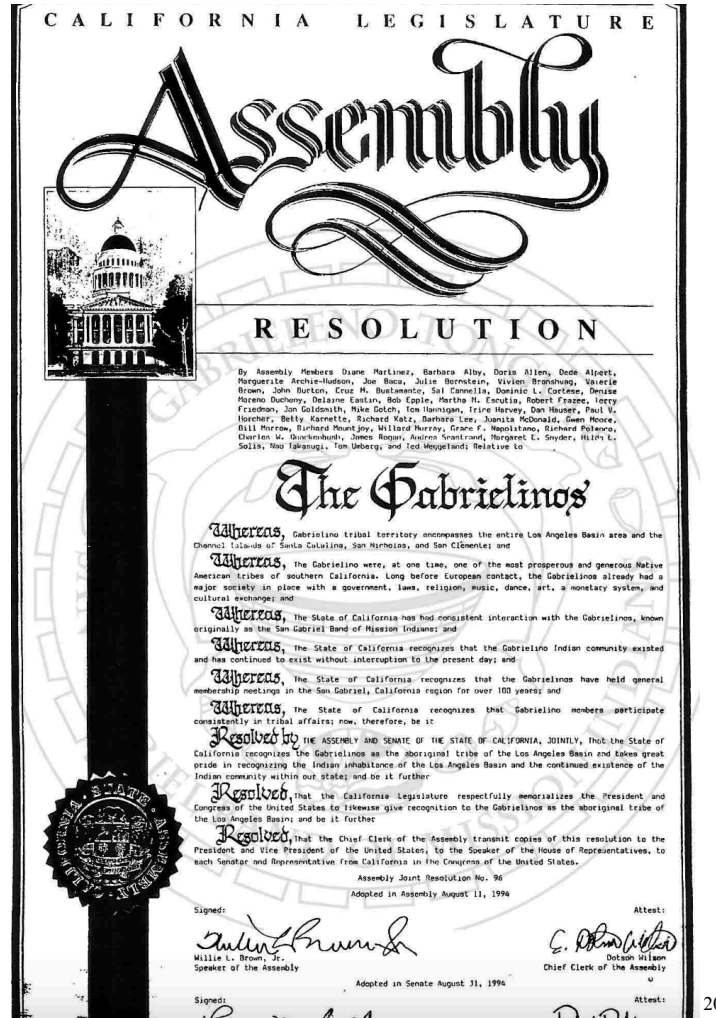 CALIFORNIA LEGISLATURE
Assembly
RESOLUTION
By Assembly Members Diane Martinez, Barbara Alby, Doris Allen, Dede Alpert,
Marguerite Archie-Hudson, Joe Baca, Julie Bornstein, Vivien Bronshvag, Valerie
Brown, John Burton, Cruz M. Bustamante, Sal Cannella, Dominic L. Cortese, Denise
Moreno Ducheny, Delaine Eastin, Bob Epple, Martha M. Escutia, Robert Frazee, Terry
Friedman, Jan Goldsmith, Mike Gotch, Tom Hannigan, Trice Harvey, Dan Hauser, Paul V.
Horcher, Betty Karnette, Richard Katz, Barbara Lee, Juanita McDonald, Gwen Moore,
Bill Morrow, Richard Mountjoy, Willard Murray, Grace F. Napolitano, Richard Polanco,
Charles W. Quackenbush, James Rogan, Andrea Seastrand, Margaret E. Snyder, Hilda L.
Solis, Nao Takasugi, Tom Umberg, and Ted Weggeland; Relative to
The Gabrielinos
Whereas, Gabrielino tribal territory encompasses the entire Los Angeles Basin area and the
Channel Islands of Santa Catalina, San Nicholas, and San Clemente; and
Whereas, The Gabrielino were, at one time, one of the most prosperous and generous Native
American tribes of southern California. Long before European contact, the Gabrielinos already had a
major society in place with a government, laws, religion, music, dance, art, a monetary system, and
cultural exchange; and
Whereas, The State of California has had consistent interaction with the Gabrielinos, known
originally as the San Gabriel Band of Mission Indians; and
Whereas, The State of California recognizes that the Gabrielino Indian community existed
and has continued to exist without interruption to the present day; and
Whereas, The State of California recognizes that the Gabrielinos have held general
membership meetings in the San Gabriel, California region for over 100 years; and
Whereas, The State of California recognizes that Gabrielino members participate
consistently in tribal affairs; now, therefore, be it
Resolved by THE ASSEMBLY AND SENATE OF THE STATE OF CALIFORNIA, JOINTLY, That the State of
California recognizes the Gabrielinos as the aboriginal tribe of the Los Angeles Basin and takes great
pride in recognizing the Indian inhabitance of the Los Angeles Basin and the continued existence of the
Indian community within our state; and be it further
Resolved, That the California Legislature respectfully memorializes the President and
Congress of the United States to likewise give recognition to the Gabrielinos as the aboriginal tribe of
the Los Angeles Basin; and be it further
Resolved, That the Chief Clerk of the Assembly transmit copies of this resolution to the
President and Vice President of the United States, to the Speaker of the House of Representatives, to
each Senator and Representative from California in the Congress of the United States.
Assembly Joint Resolution No. 96
Adopted in Assembly August 11, 1994
Signed: Attest:
Willie L. Brown, Jr. Dotson Wilson
Speaker of the Assembly Chief Clerk of the Assembly
Adopted in Senate August 31, 1994
Signed: Attest:
20
CALIFORNIA STATE ASSEMBLY